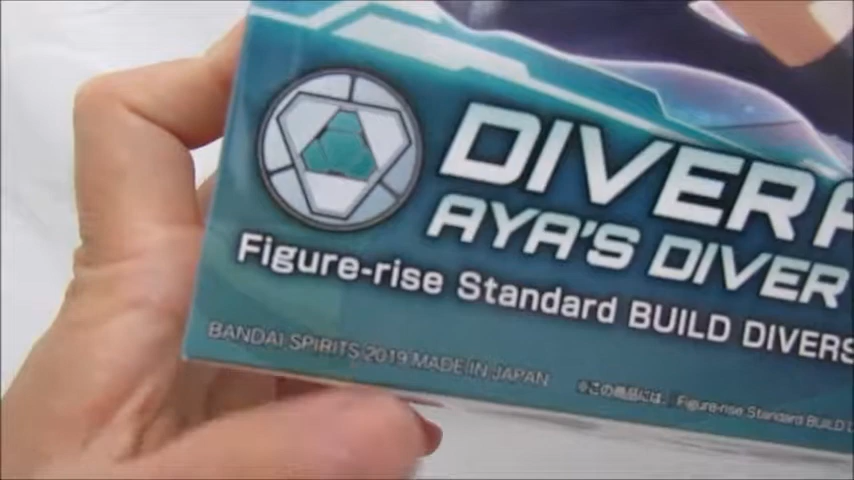 DIVER A
AYA'S DIVER
Figure-rise Standard BUILD DIVERS
BANDAI SPIRITS 2019 MADE IN JAPAN
※この商品には、Figure-rise Standard BUILD